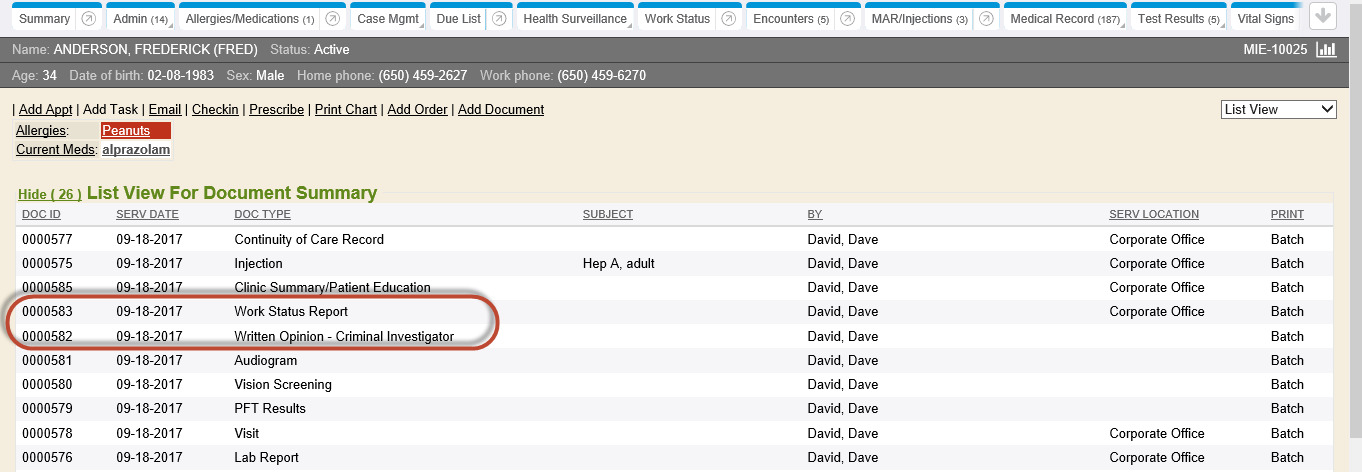 Summary Admin (14) Allergies/Medications (1) Case Mgmt Due List Health Surveillance Work Status Encounters (5) MAR/Injections (3) Medical Record (187) Test Results (5) Vital Signs
Name: ANDERSON, FREDERICK (FRED) Status: Active MIE-10025
Age: 34 Date of birth: 02-08-1983 Sex: Male Home phone: (650) 459-2627 Work phone: (650) 459-6270
| Add Appt | Add Task | Email | Checkin | Prescribe | Print Chart | Add Order | Add Document List View
Allergies: Peanuts
Current Meds: alprazolam
Hide ( 26 ) List View For Document Summary
DOC ID SERV DATE DOC TYPE SUBJECT BY SERV LOCATION PRINT
0000577 09-18-2017 Continuity of Care Record David, Dave Corporate Office Batch
0000575 09-18-2017 Injection Hep A, adult David, Dave Corporate Office Batch
0000585 09-18-2017 Clinic Summary/Patient Education David, Dave Corporate Office Batch
0000583 09-18-2017 Work Status Report David, Dave Corporate Office Batch
0000582 09-18-2017 Written Opinion - Criminal Investigator David, Dave Batch
0000581 09-18-2017 Audiogram David, Dave Batch
0000580 09-18-2017 Vision Screening David, Dave Batch
0000579 09-18-2017 PFT Results David, Dave Batch
0000578 09-18-2017 Visit David, Dave Corporate Office Batch
0000576 09-18-2017 Lab Report David, Dave Corporate Office Batch